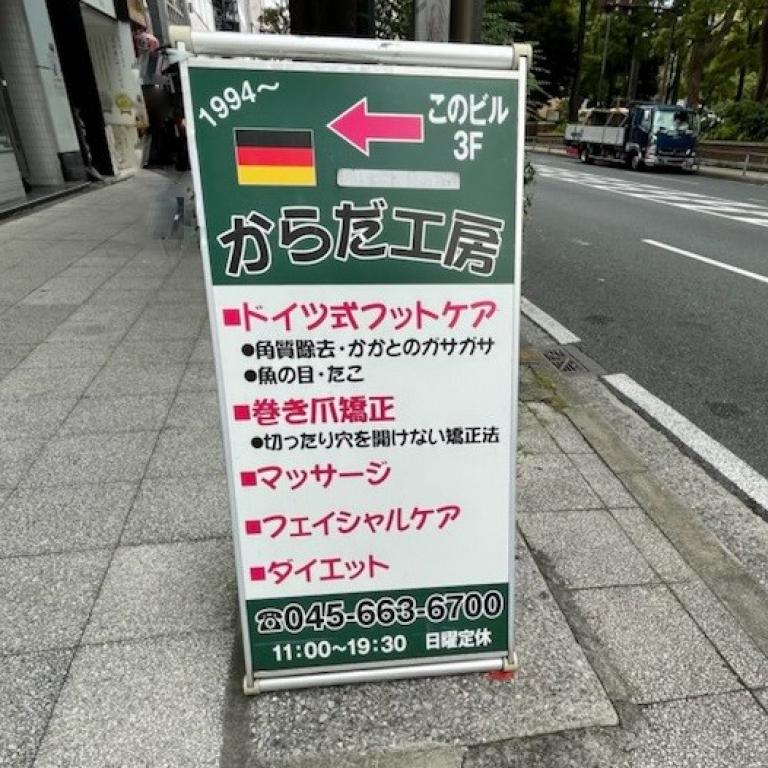 1994～
このビル
3F
からだ工房
■ドイツ式フットケア
●角質除去・かかとのガサガサ
●魚の目・たこ
■巻き爪矯正
●切ったり穴を開けない矯正法
■マッサージ
■フェイシャルケア
■ダイエット
☎045-663-6700
11:00～19:30 日曜定休